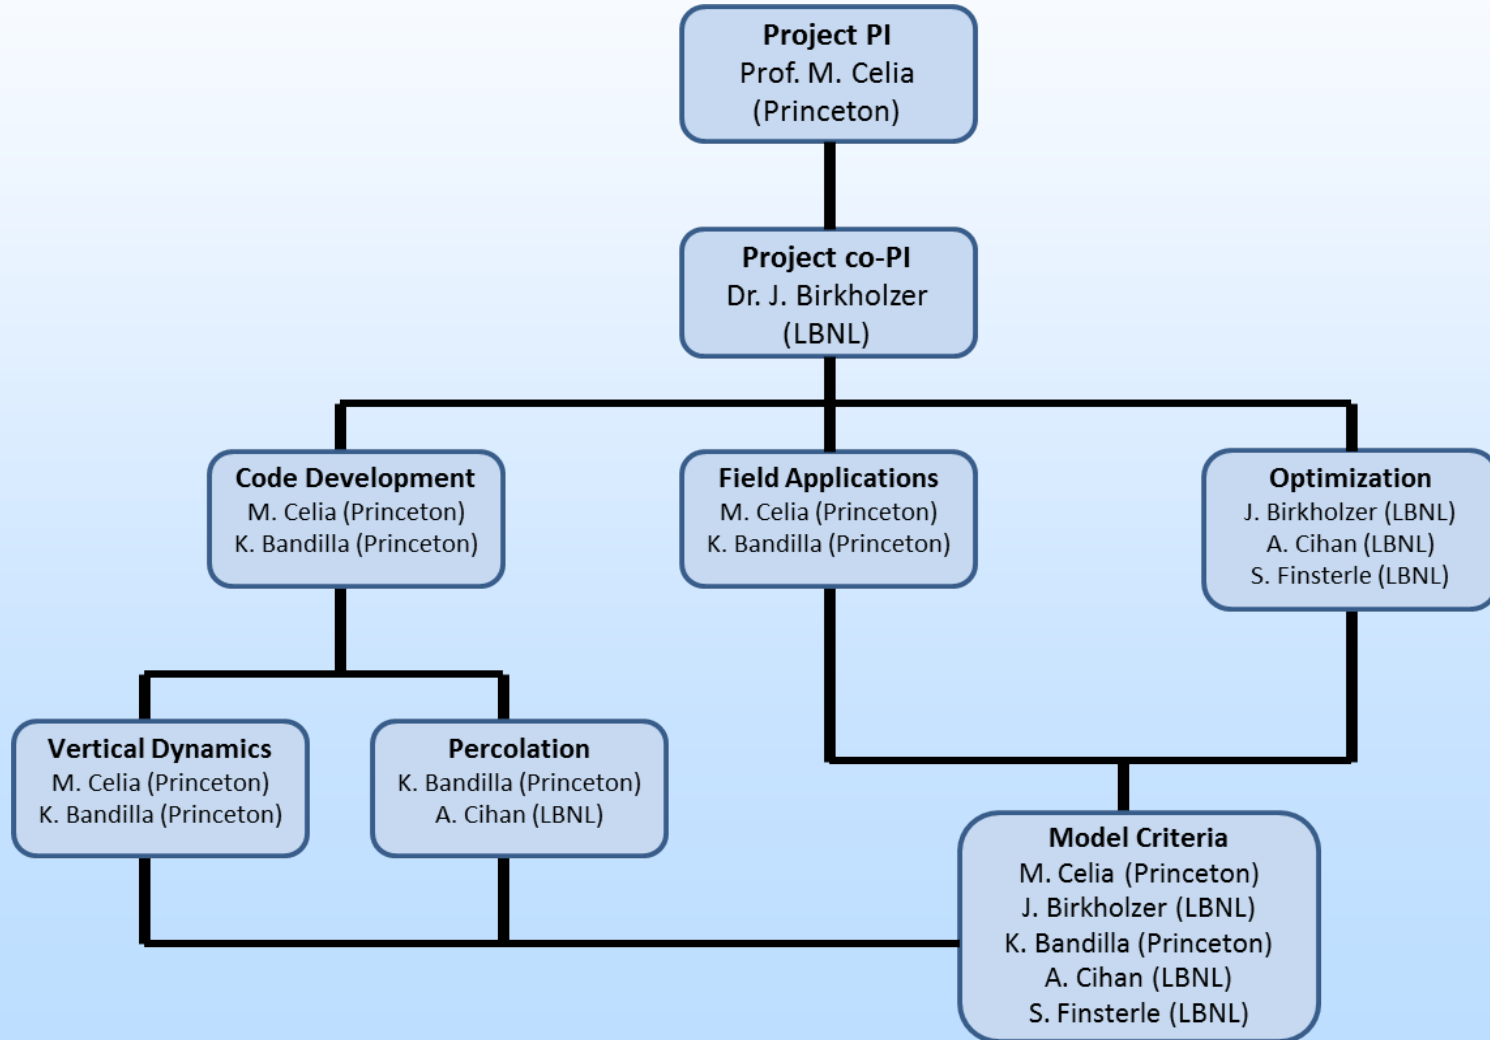 Project PI
Prof. M. Celia
(Princeton)
Project co-PI
Dr. J. Birkholzer
(LBNL)
Code Development
M. Celia (Princeton)
K. Bandilla (Princeton)
Field Applications
M. Celia (Princeton)
K. Bandilla (Princeton)
Optimization
J. Birkholzer (LBNL)
A. Cihan (LBNL)
S. Finsterle (LBNL)
Vertical Dynamics
M. Celia (Princeton)
K. Bandilla (Princeton)
Percolation
K. Bandilla (Princeton)
A. Cihan (LBNL)
Model Criteria
M. Celia (Princeton)
J. Birkholzer (LBNL)
K. Bandilla (Princeton)
A. Cihan (LBNL)
S. Finsterle (LBNL)